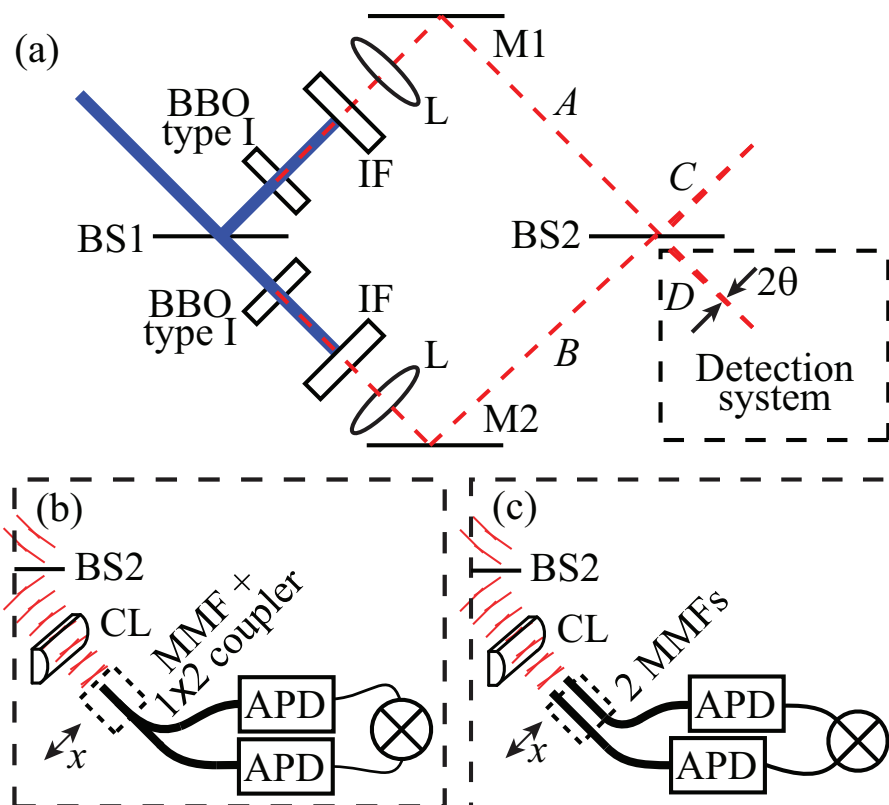 (a)
M1
BBO
type I
L
A
IF
C
BS1
BS2
BBO
type I
IF
D
2θ
L
B
Detection
system
M2
(b)
BS2
MMF +
1x2 coupler
CL
APD
APD
x
(c)
BS2
2 MMFs
CL
APD
APD
x